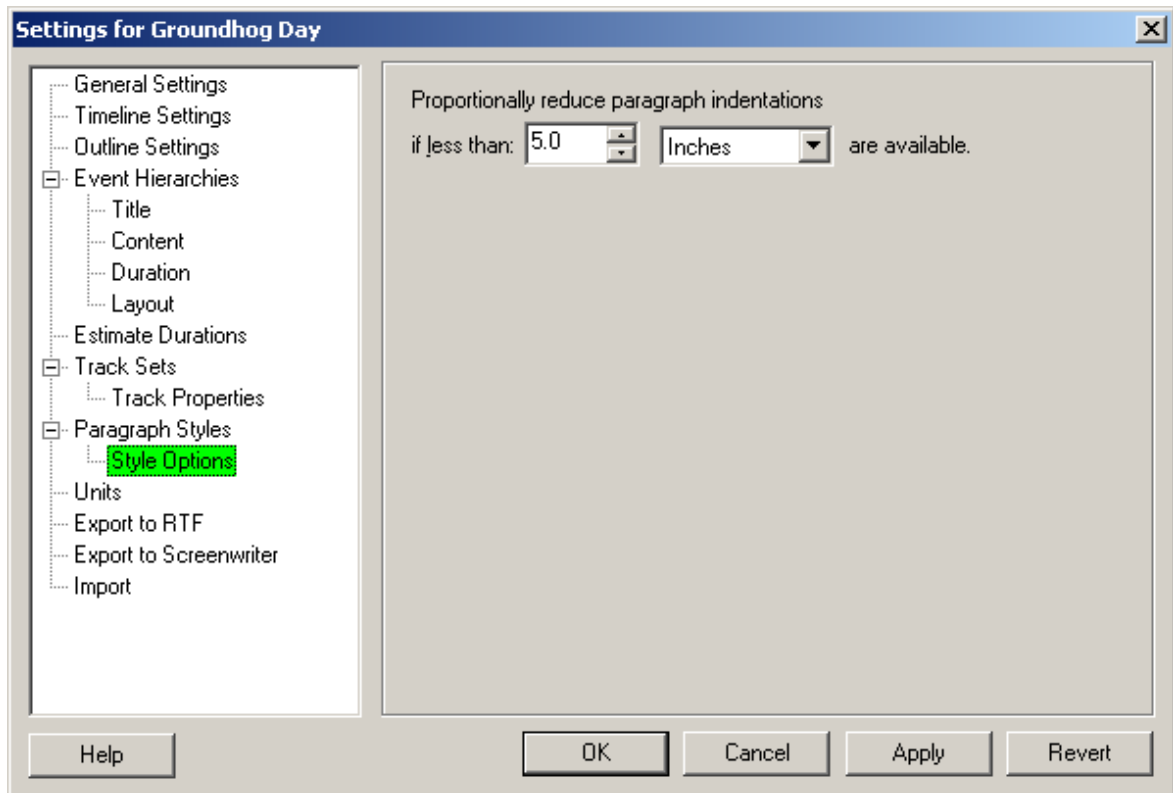 Settings for Groundhog Day
General Settings
Timeline Settings
Outline Settings
Event Hierarchies
Title
Content
Duration
Layout
Estimate Durations
Track Sets
Track Properties
Paragraph Styles
Style Options
Units
Export to RTF
Export to Screenwriter
Import
Proportionally reduce paragraph indentations
if less than: 5.0 Inches are available.
Help OK Cancel Apply Revert